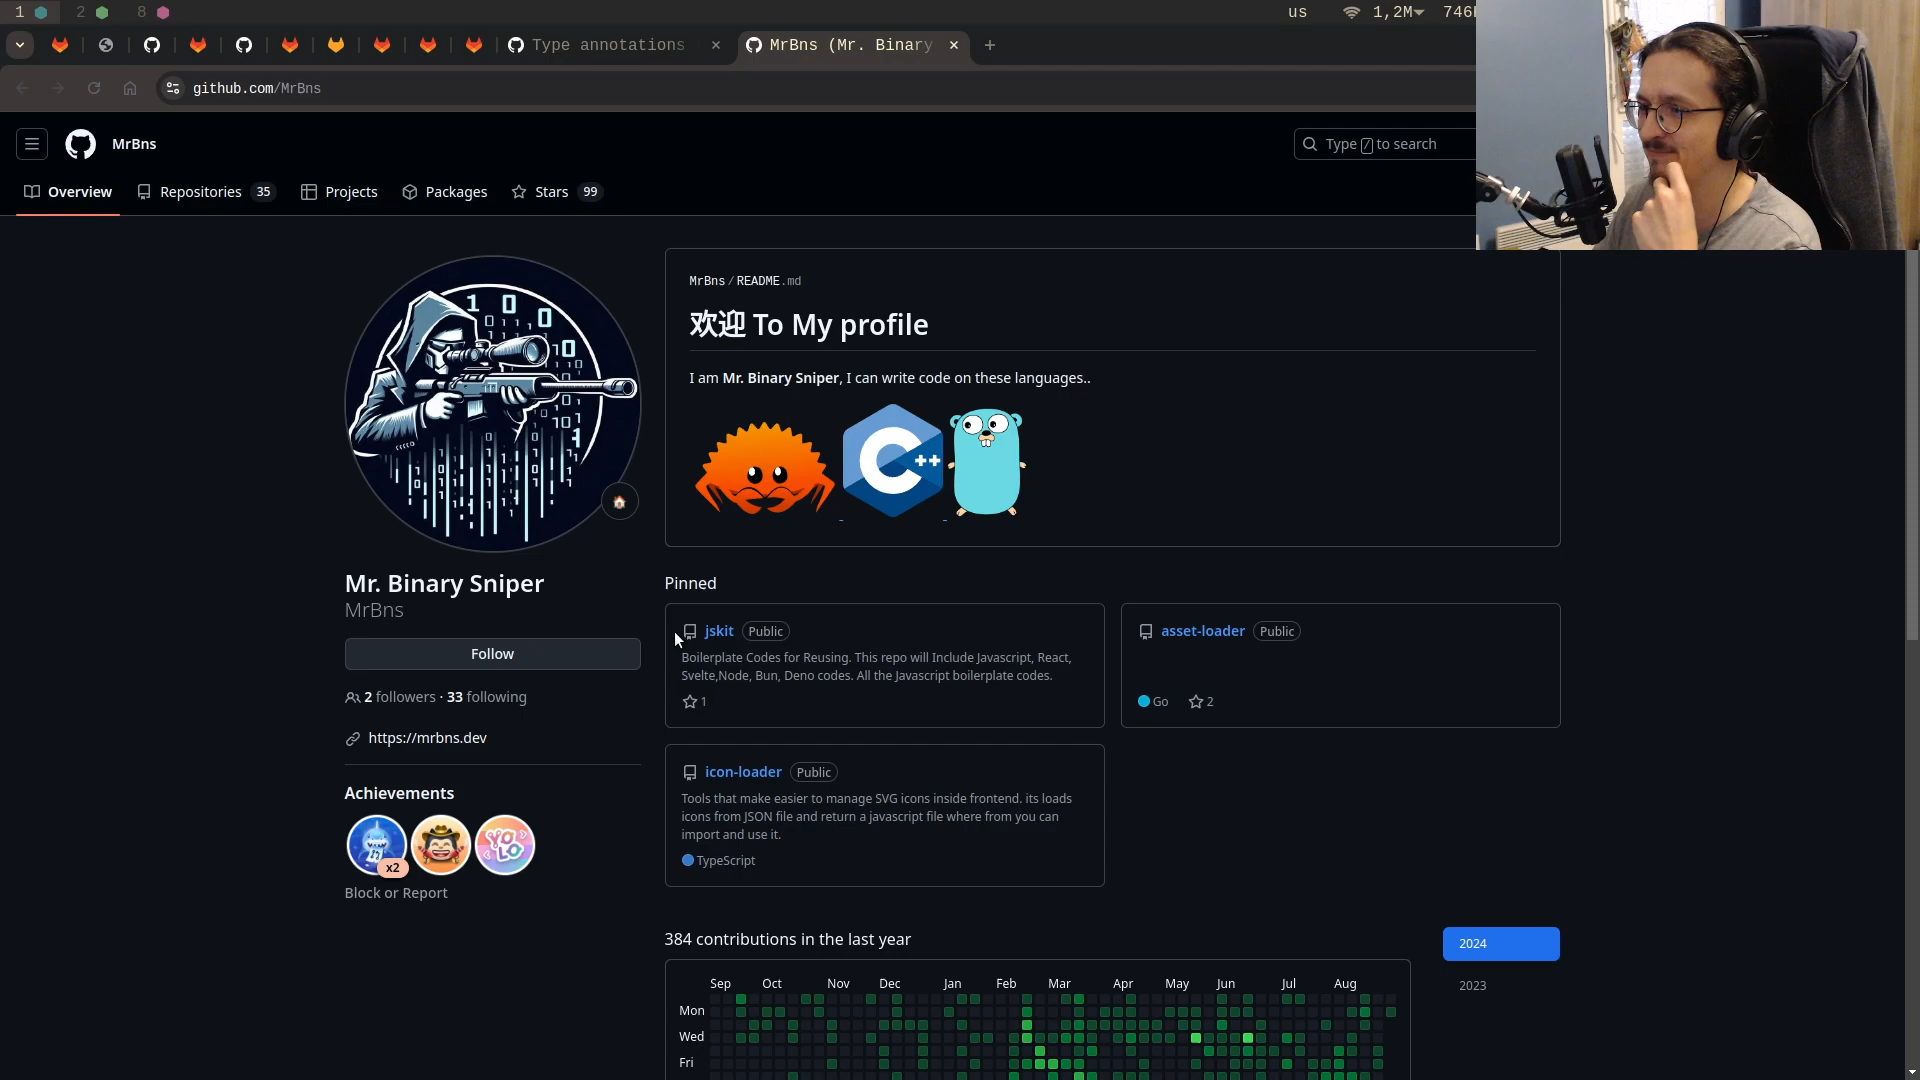 1 2 8 us 1,2M 746
Type annotations MrBns (Mr. Binary
github.com/MrBns
MrBns Type / to search
Overview Repositories 35 Projects Packages Stars 99
MrBns/README.md
欢迎 To My profile
I am Mr. Binary Sniper, I can write code on these languages..
C ++
Mr. Binary Sniper
MrBns
Follow
2 followers · 33 following
https://mrbns.dev
Achievements
x2
YOLO
Block or Report
Pinned
jskit Public
Boilerplate Codes for Reusing. This repo will Include Javascript, React,
Svelte,Node, Bun, Deno codes. All the Javascript boilerplate codes.
1
asset-loader Public
Go 2
icon-loader Public
Tools that make easier to manage SVG icons inside frontend. its loads
icons from JSON file and return a javascript file where from you can
import and use it.
TypeScript
384 contributions in the last year
2024
2023
Sep Oct Nov Dec Jan Feb Mar Apr May Jun Jul Aug
Mon
Wed
Fri